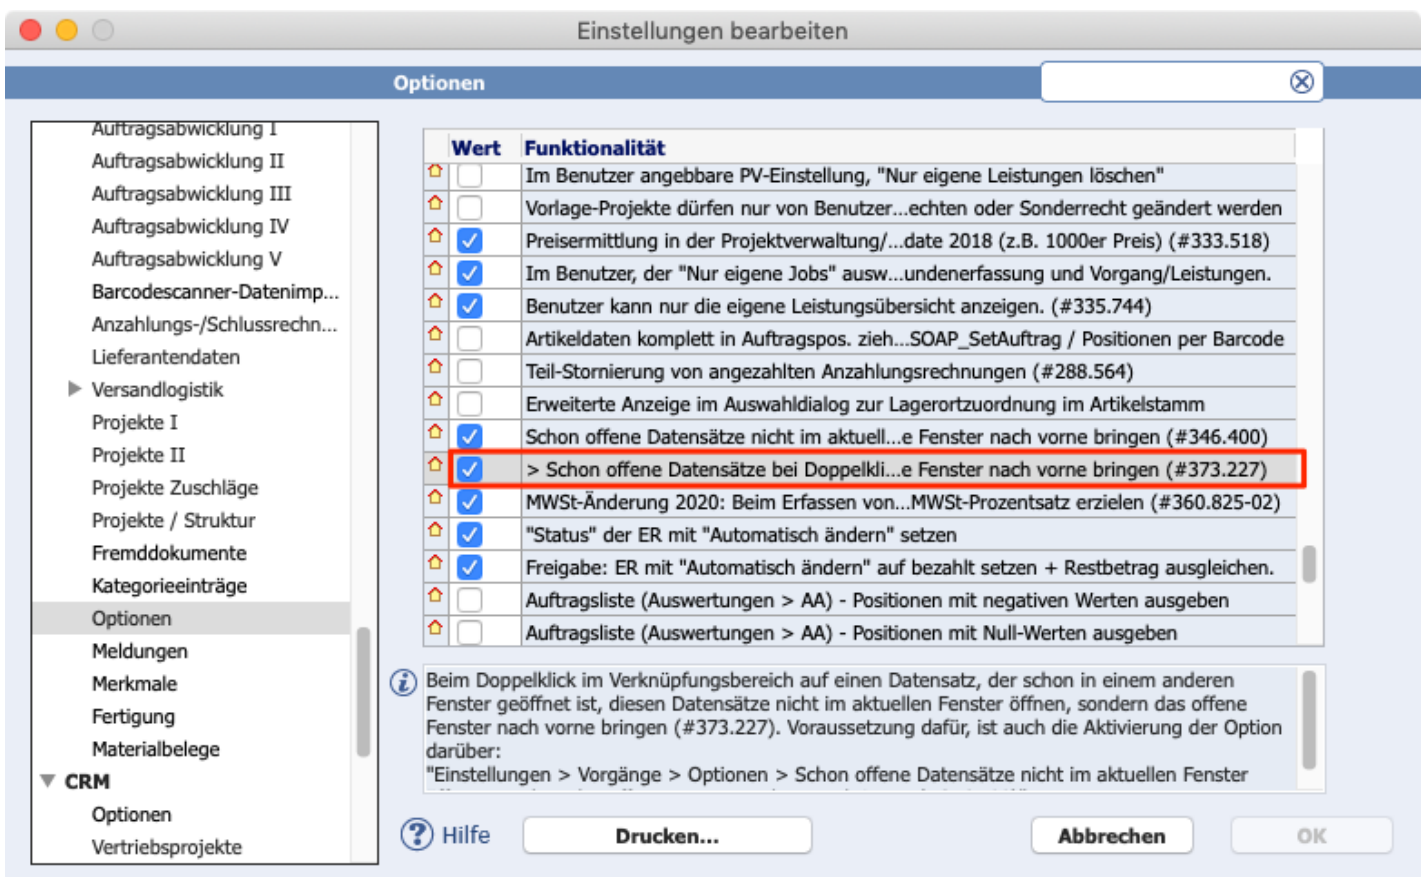 Einstellungen bearbeiten
Optionen
Auftragsabwicklung I
Auftragsabwicklung II
Auftragsabwicklung III
Auftragsabwicklung IV
Auftragsabwicklung V
Barcodescanner-Datenimp...
Anzahlungs-/Schlussrechn...
Lieferantendaten
Versandlogistik
Projekte I
Projekte II
Projekte Zuschläge
Projekte / Struktur
Fremddokumente
Kategorieeinträge
Optionen
Meldungen
Merkmale
Fertigung
Materialbelege
CRM
Optionen
Vertriebsprojekte
Wert Funktionalität
Im Benutzer angebbare PV-Einstellung, "Nur eigene Leistungen löschen"
Vorlage-Projekte dürfen nur von Benutzer...echten oder Sonderrecht geändert werden
Preisermittlung in der Projektverwaltung/...date 2018 (z.B. 1000er Preis) (#333.518)
Im Benutzer, der "Nur eigene Jobs" ausw...undenerfassung und Vorgang/Leistungen.
Benutzer kann nur die eigene Leistungsübersicht anzeigen. (#335.744)
Artikeldaten komplett in Auftragspos. zieh...SOAP_SetAuftrag / Positionen per Barcode
Teil-Stornierung von angezahlten Anzahlungsrechnungen (#288.564)
Erweiterte Anzeige im Auswahldialog zur Lagerortzuordnung im Artikelstamm
Schon offene Datensätze nicht im aktuell...e Fenster nach vorne bringen (#346.400)
> Schon offene Datensätze bei Doppelkli...e Fenster nach vorne bringen (#373.227)
MWSt-Änderung 2020: Beim Erfassen von...MWSt-Prozentsatz erzielen (#360.825-02)
"Status" der ER mit "Automatisch ändern" setzen
Freigabe: ER mit "Automatisch ändern" auf bezahlt setzen + Restbetrag ausgleichen.
Auftragsliste (Auswertungen > AA) - Positionen mit negativen Werten ausgeben
Auftragsliste (Auswertungen > AA) - Positionen mit Null-Werten ausgeben
Beim Doppelklick im Verknüpfungsbereich auf einen Datensatz, der schon in einem anderen
Fenster geöffnet ist, diesen Datensätze nicht im aktuellen Fenster öffnen, sondern das offene
Fenster nach vorne bringen (#373.227). Voraussetzung dafür, ist auch die Aktivierung der Option
darüber:
"Einstellungen > Vorgänge > Optionen > Schon offene Datensätze nicht im aktuellen Fenster
Hilfe
Drucken...
Abbrechen
OK